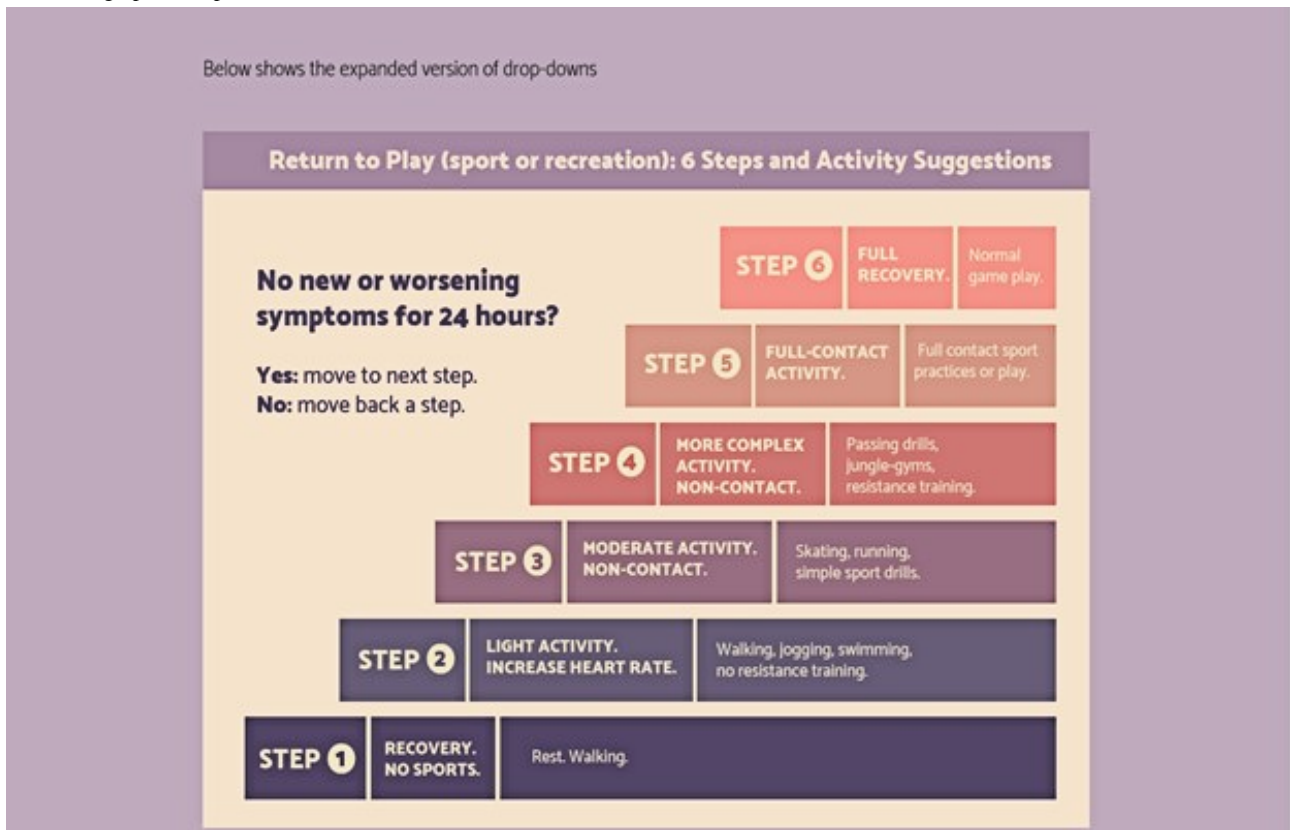 Below shows the expanded version of drop-downs
Return to Play (sport or recreation): 6 Steps and Activity Suggestions
No new or worsening
symptoms for 24 hours?
Yes: move to next step.
No: move back a step.
STEP 6
FULL
RECOVERY.
Normal
game play.
STEP 5
FULL-CONTACT
ACTIVITY.
Full contact sport
practices or play.
STEP 4
MORE COMPLEX
ACTIVITY.
NON-CONTACT.
Passing drills,
jungle-gyms,
resistance training.
STEP 3
MODERATE ACTIVITY.
NON-CONTACT.
Skating, running,
simple sport drills.
STEP 2
LIGHT ACTIVITY.
INCREASE HEART RATE.
Walking, jogging, swimming,
no resistance training.
STEP 1
RECOVERY.
NO SPORTS.
Rest. Walking.